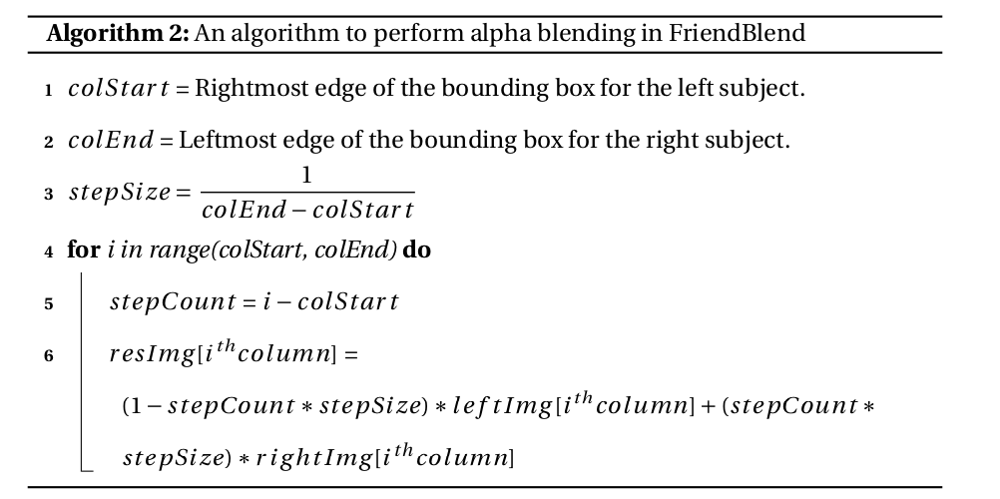 Algorithm 2: An algorithm to perform alpha blending in FriendBlend
1 colStart = Rightmost edge of the bounding box for the left subject.
2 colEnd = Leftmost edge of the bounding box for the right subject.
3 stepSize = 1 / (colEnd − colStart)
4 for i in range(colStart, colEnd) do
5 stepCount = i − colStart
6 resImg[i^th column] =
(1 − stepCount ∗ stepSize) ∗ leftImg[i^th column] + (stepCount ∗
stepSize) ∗ rightImg[i^th column]